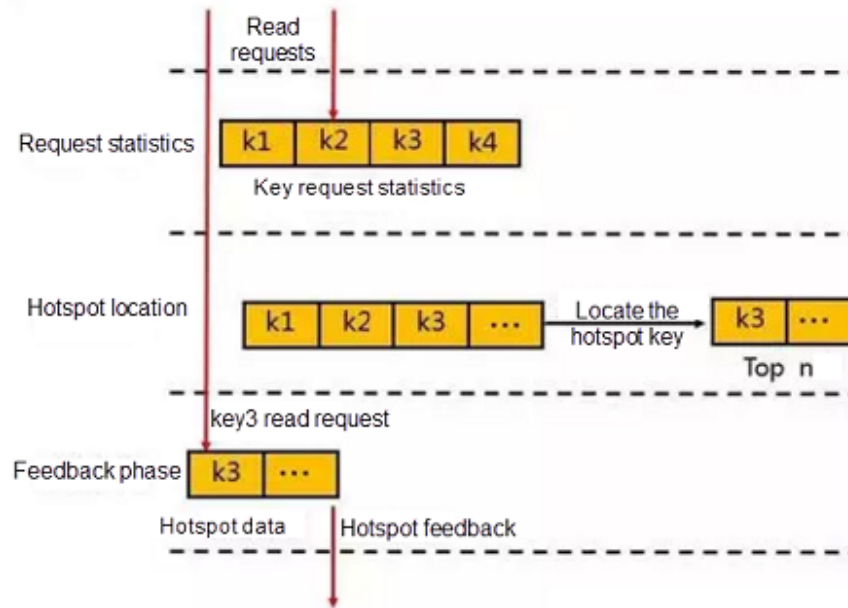 Read
requests
Request statistics
k1 k2 k3 k4
Key request statistics
Hotspot location
k1 k2 k3 ...
Locate the
hotspot key
k3 ...
Top n
key3 read request
Feedback phase
k3 ...
Hotspot data
Hotspot feedback